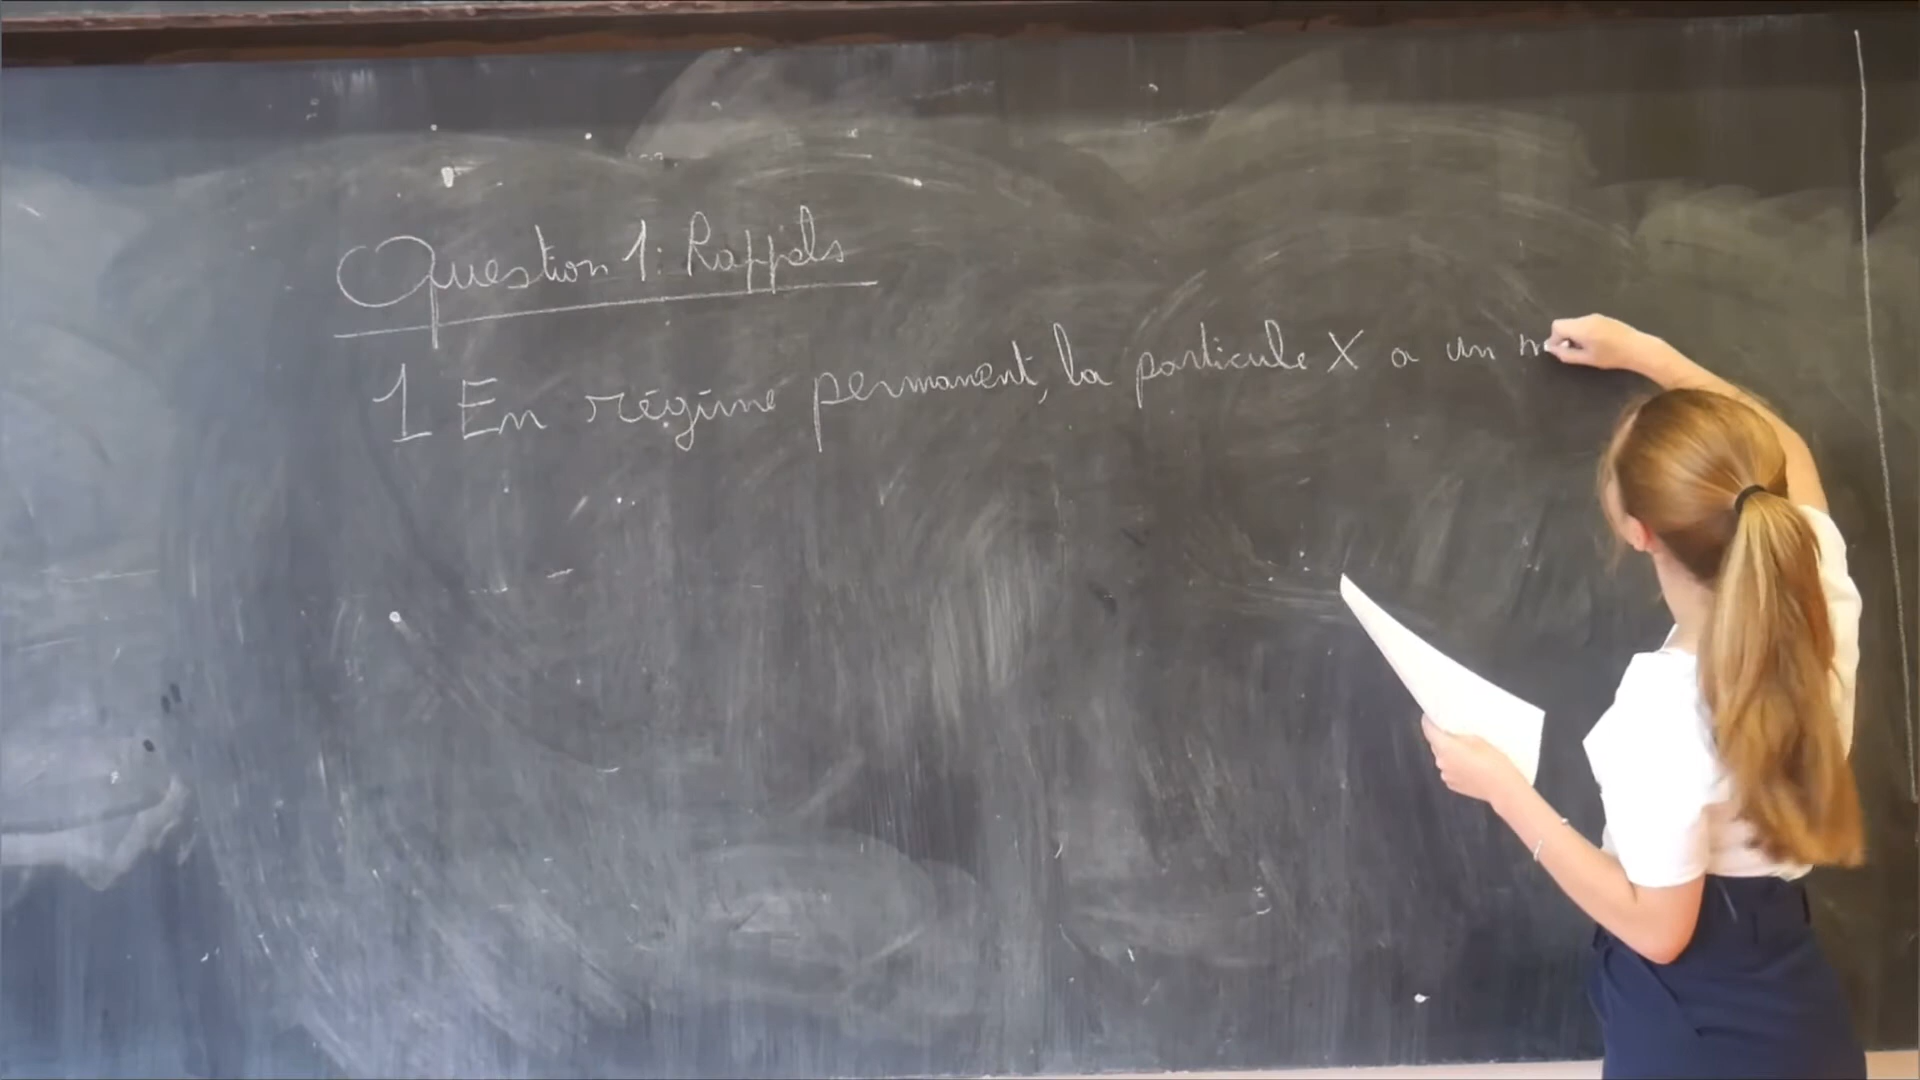 Question 1: Rappels
1 En régime permanent, la particule X a un